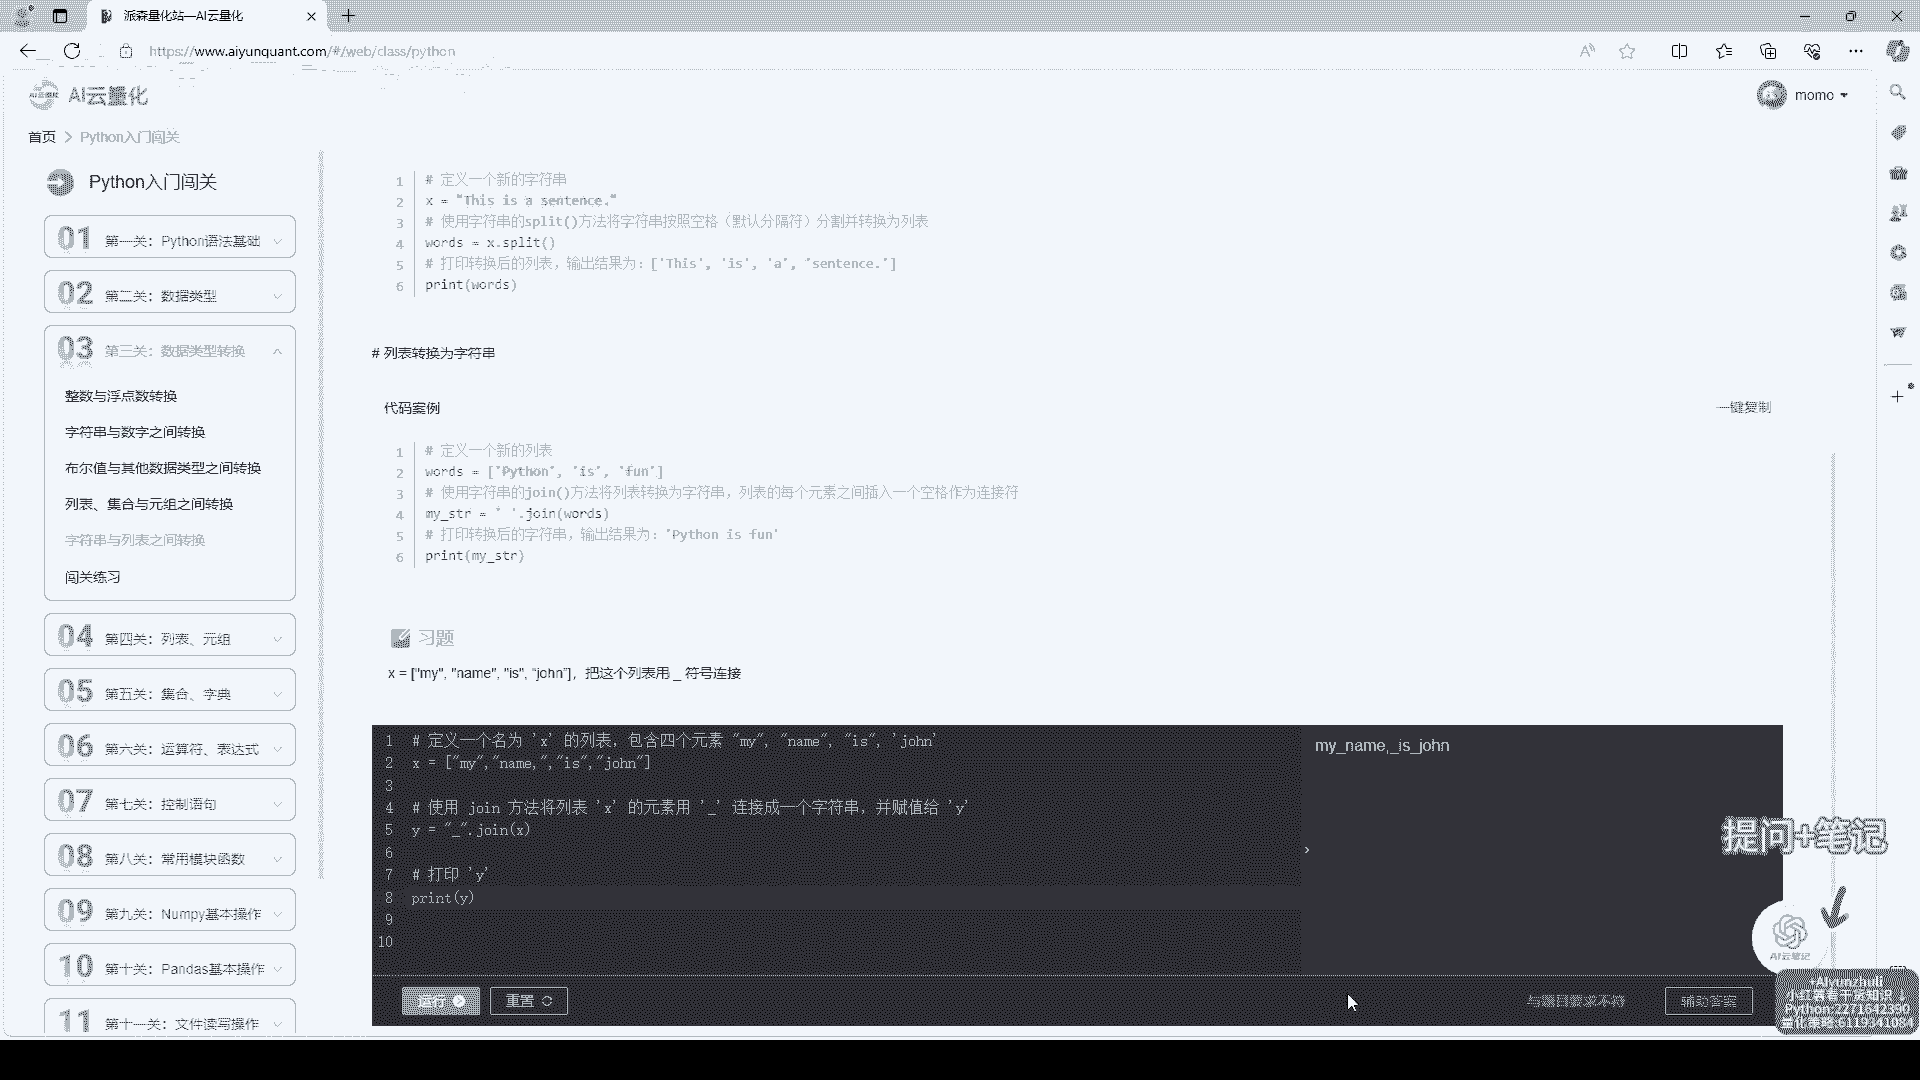 派森量化站—AI云量化
https://www.aiyunquant.com/#/web/class/python
AI云量化
momo
首页 > Python入门闯关
Python入门闯关
01 第一关：Python语法基础
02 第二关：数据类型
03 第三关：数据类型转换
整数与浮点数转换
字符串与数字之间转换
布尔值与其他数据类型之间转换
列表、集合与元组之间转换
字符串与列表之间转换
闯关练习
04 第四关：列表、元组
05 第五关：集合、字典
06 第六关：运算符、表达式
07 第七关：控制语句
08 第八关：常用模块函数
09 第九关：Numpy基本操作
10 第十关：Pandas基本操作
11 第十一关：文件读写操作
1 # 定义一个新的字符串
2 x = "This is a sentence."
3 # 使用字符串的split()方法将字符串按照空格（默认分隔符）分割并转换为列表
4 words = x.split()
5 # 打印转换后的列表，输出结果为：['This', 'is', 'a', 'sentence.']
6 print(words)
# 列表转换为字符串
代码案例
一键复制
1 # 定义一个新的列表
2 words = ['Python', 'is', 'fun']
3 # 使用字符串的join()方法将列表转换为字符串，列表的每个元素之间插入一个空格作为连接符
4 my_str = ' '.join(words)
5 # 打印转换后的字符串，输出结果为：'Python is fun'
6 print(my_str)
习题
x = ["my", "name", "is", "john"]，把这个列表用 _ 符号连接
1 # 定义一个名为 'x' 的列表，包含四个元素 "my", "name", "is", 'john'
2 x = ["my","name,","is","john"]
3
4 # 使用 join 方法将列表 'x' 的元素用 '_' 连接成一个字符串，并赋值给 'y'
5 y = "_".join(x)
6
7 # 打印 'y'
8 print(y)
9
10
my_name,_is_john
运行
重置
与题目要求不符
辅助答案
提问+笔记
AI云笔记
+AIyunzhuli
Python:2271642390